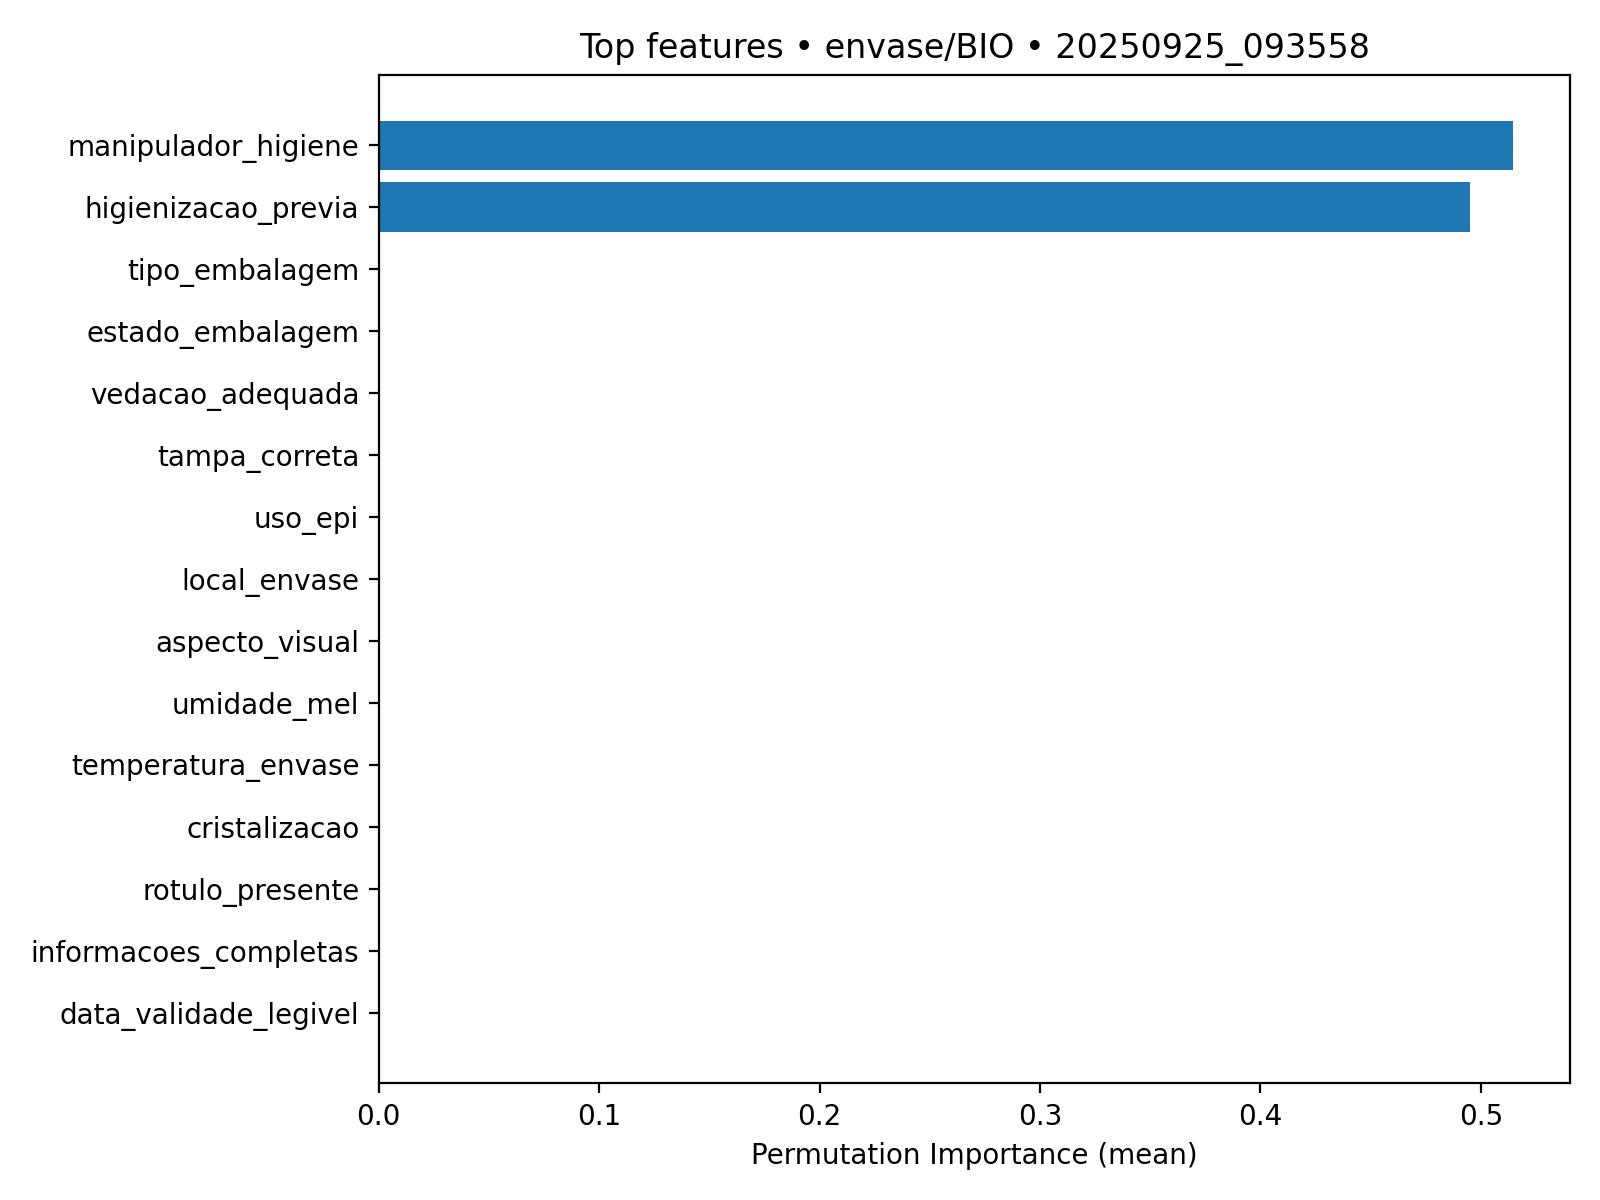 Top features • envase/BIO • 20250925_093558
manipulador_higiene
higienizacao_previa
tipo_embalagem
estado_embalagem
vedacao_adequada
tampa_correta
uso_epi
local_envase
aspecto_visual
umidade_mel
temperatura_envase
cristalizacao
rotulo_presente
informacoes_completas
data_validade_legivel
0.0 0.1 0.2 0.3 0.4 0.5
Permutation Importance (mean)